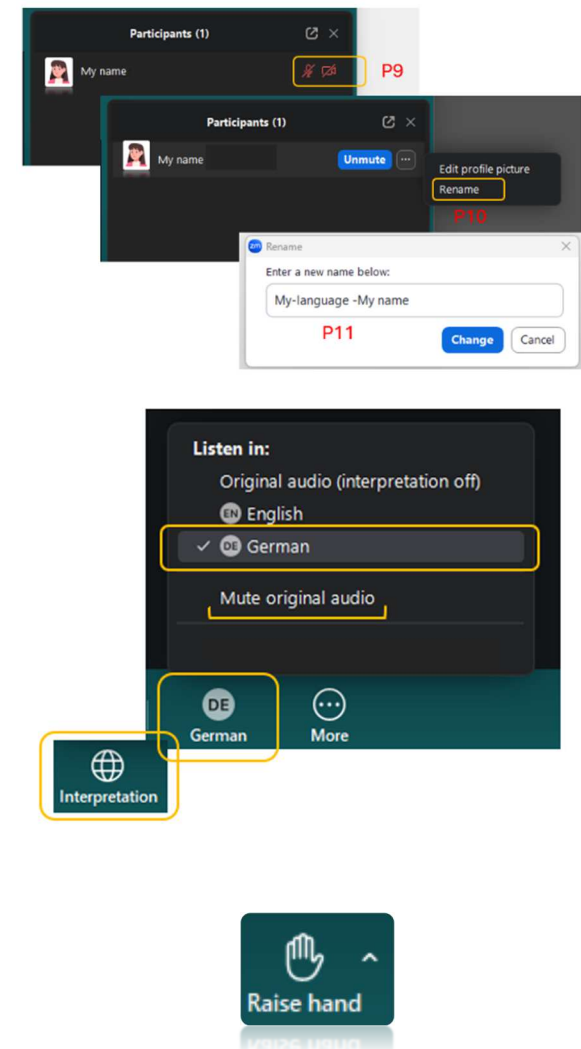 Participants (1)
My name
P9
Participants (1)
My name
Unmute
Edit profile picture
Rename
P10
zm Rename
Enter a new name below:
My-language -My name
P11
Change
Cancel
Listen in:
Original audio (interpretation off)
EN English
DE German
Mute original audio
DE
German
More
Interpretation
Raise hand